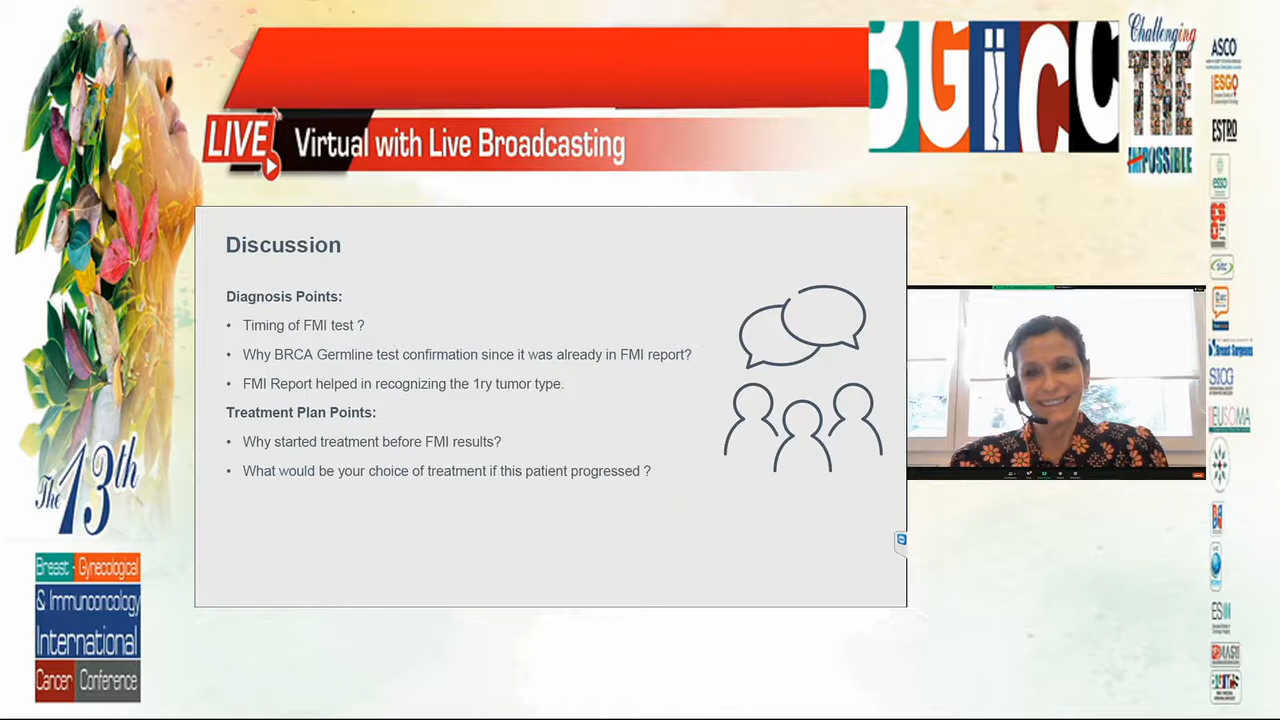 BGiCC
Challenging
THE
IMPOSSIBLE
LIVE
Virtual with Live Broadcasting
Discussion
Diagnosis Points:
• Timing of FMI test ?
• Why BRCA Germline test confirmation since it was already in FMI report?
• FMI Report helped in recognizing the 1ry tumor type.
Treatment Plan Points:
• Why started treatment before FMI results?
• What would be your choice of treatment if this patient progressed ?
The 13th
Breast - Gynecological
& Immunooncology
International
Cancer Conference
ASCO
ESGO
ESTRO
esso
Breast Surgeons
EUSOMA